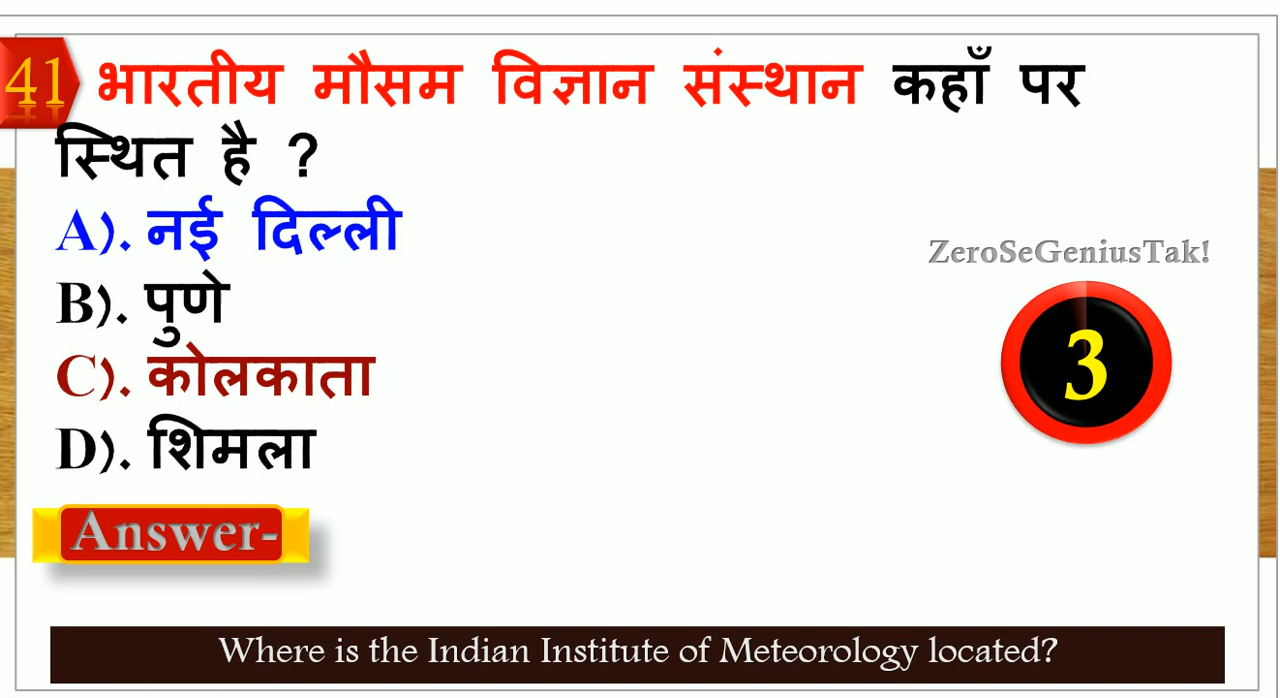 41 भारतीय मौसम विज्ञान संस्थान कहाँ पर
स्थित है ?
A). नई दिल्ली
B). पुणे
C). कोलकाता
D). शिमला
ZeroSeGeniusTak!
3
Answer-
Where is the Indian Institute of Meteorology located?